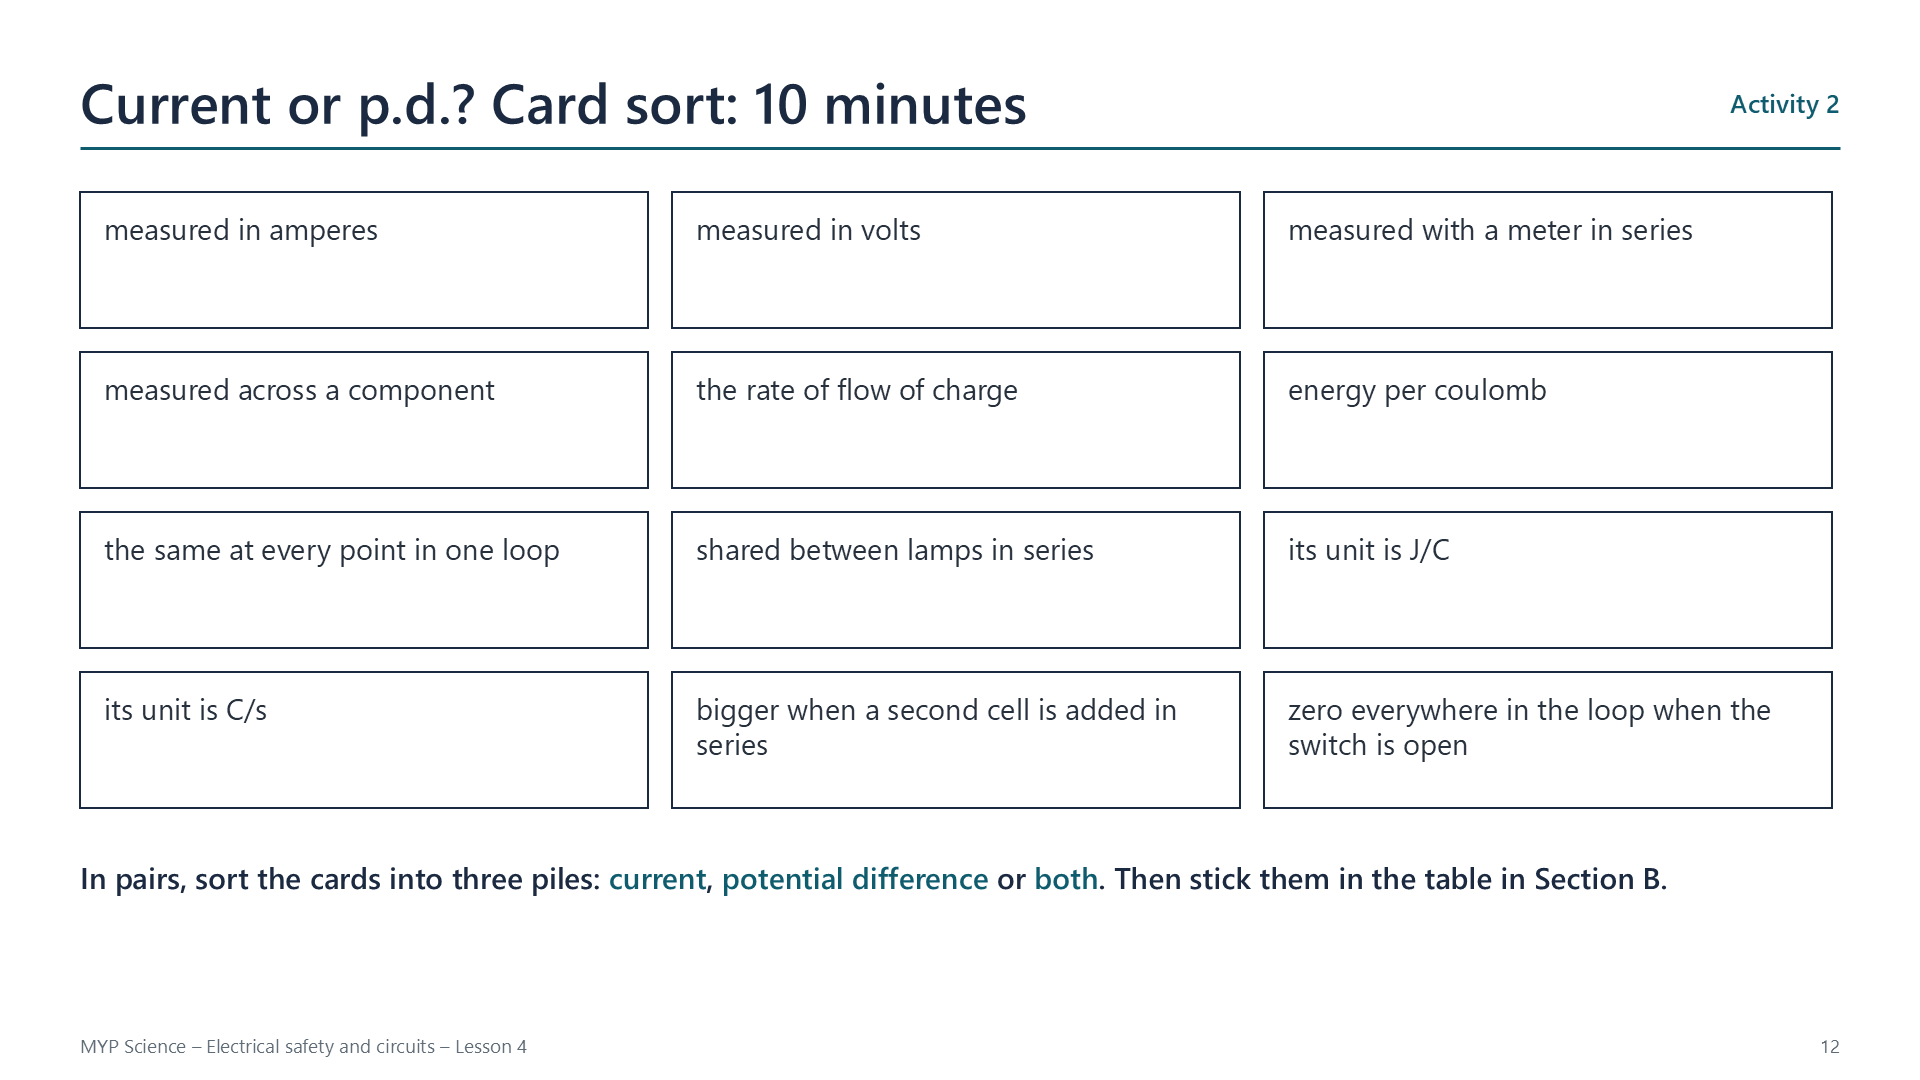 Current or p.d.? Card sort: 10 minutes
Activity 2
measured in amperes
measured in volts
measured with a meter in series
measured across a component
the rate of flow of charge
energy per coulomb
the same at every point in one loop
shared between lamps in series
its unit is J/C
its unit is C/s
bigger when a second cell is added in
series
zero everywhere in the loop when the
switch is open
In pairs, sort the cards into three piles: current, potential difference or both. Then stick them in the table in Section B.
MYP Science – Electrical safety and circuits – Lesson 4
12